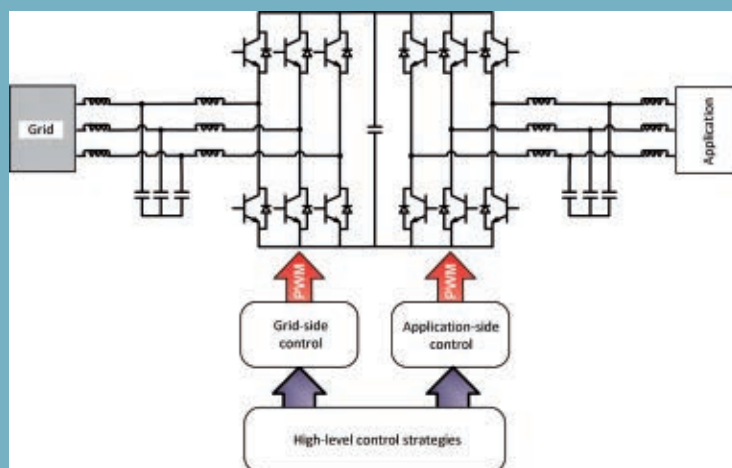 Grid
Application
PWM
PWM
Grid-side
control
Application-side
control
High-level control strategies